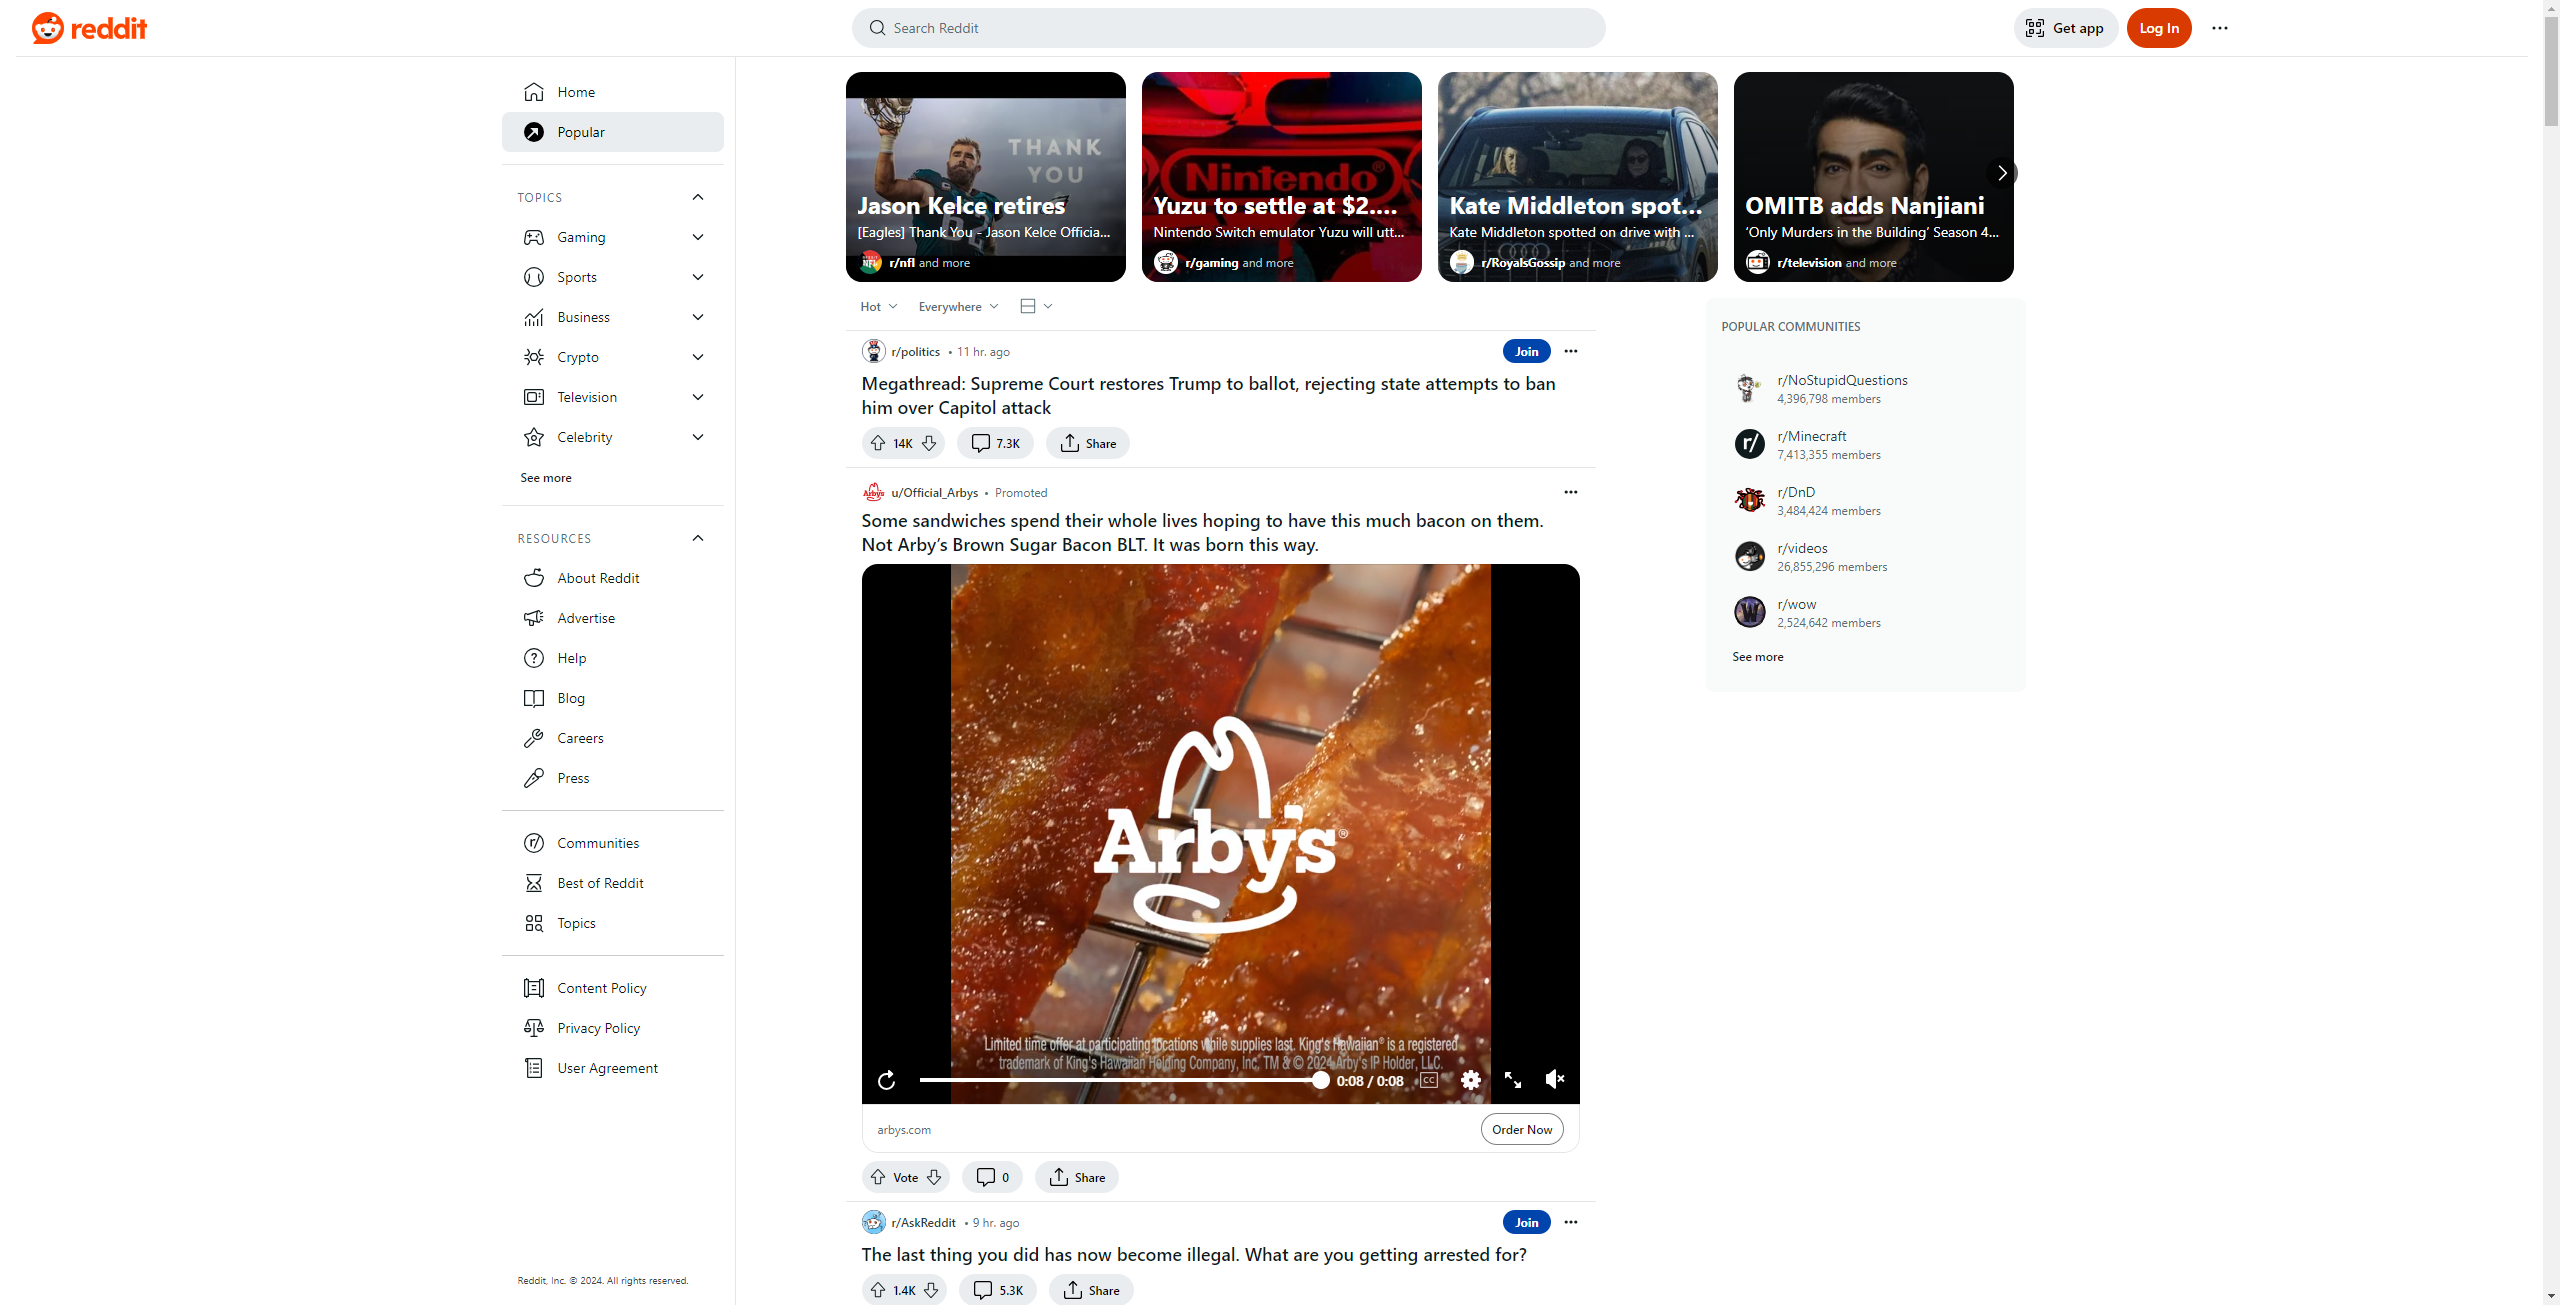 reddit
Search Reddit
Get app
Log In
Home
Popular
TOPICS
Gaming
Sports
Business
Crypto
Television
Celebrity
See more
RESOURCES
About Reddit
Advertise
Help
Blog
Careers
Press
Communities
Best of Reddit
Topics
Content Policy
Privacy Policy
User Agreement
Reddit, Inc. © 2024. All rights reserved.
THANK
YOU
Jason Kelce retires
[Eagles] Thank You - Jason Kelce Officia...
r/nfl and more
Nintendo®
Yuzu to settle at $2....
Nintendo Switch emulator Yuzu will utt...
r/gaming and more
Kate Middleton spot...
Kate Middleton spotted on drive with ...
r/RoyalsGossip and more
OMITB adds Nanjiani
‘Only Murders in the Building’ Season 4...
r/television and more
Hot
Everywhere
r/politics • 11 hr. ago
Join
Megathread: Supreme Court restores Trump to ballot, rejecting state attempts to ban
him over Capitol attack
14K
7.3K
Share
u/Official_Arbys • Promoted
Some sandwiches spend their whole lives hoping to have this much bacon on them.
Not Arby’s Brown Sugar Bacon BLT. It was born this way.
Arby's®
Limited time offer at participating locations while supplies last. King's Hawaiian® is a registered
trademark of King's Hawaiian Holding Company, Inc. TM & © 2024 Arby's IP Holder, LLC.
0:08 / 0:08
CC
arbys.com
Order Now
Vote
0
Share
r/AskReddit • 9 hr. ago
Join
The last thing you did has now become illegal. What are you getting arrested for?
1.4K
5.3K
Share
POPULAR COMMUNITIES
r/NoStupidQuestions
4,396,798 members
r/Minecraft
7,413,355 members
r/DnD
3,484,424 members
r/videos
26,855,296 members
r/wow
2,524,642 members
See more